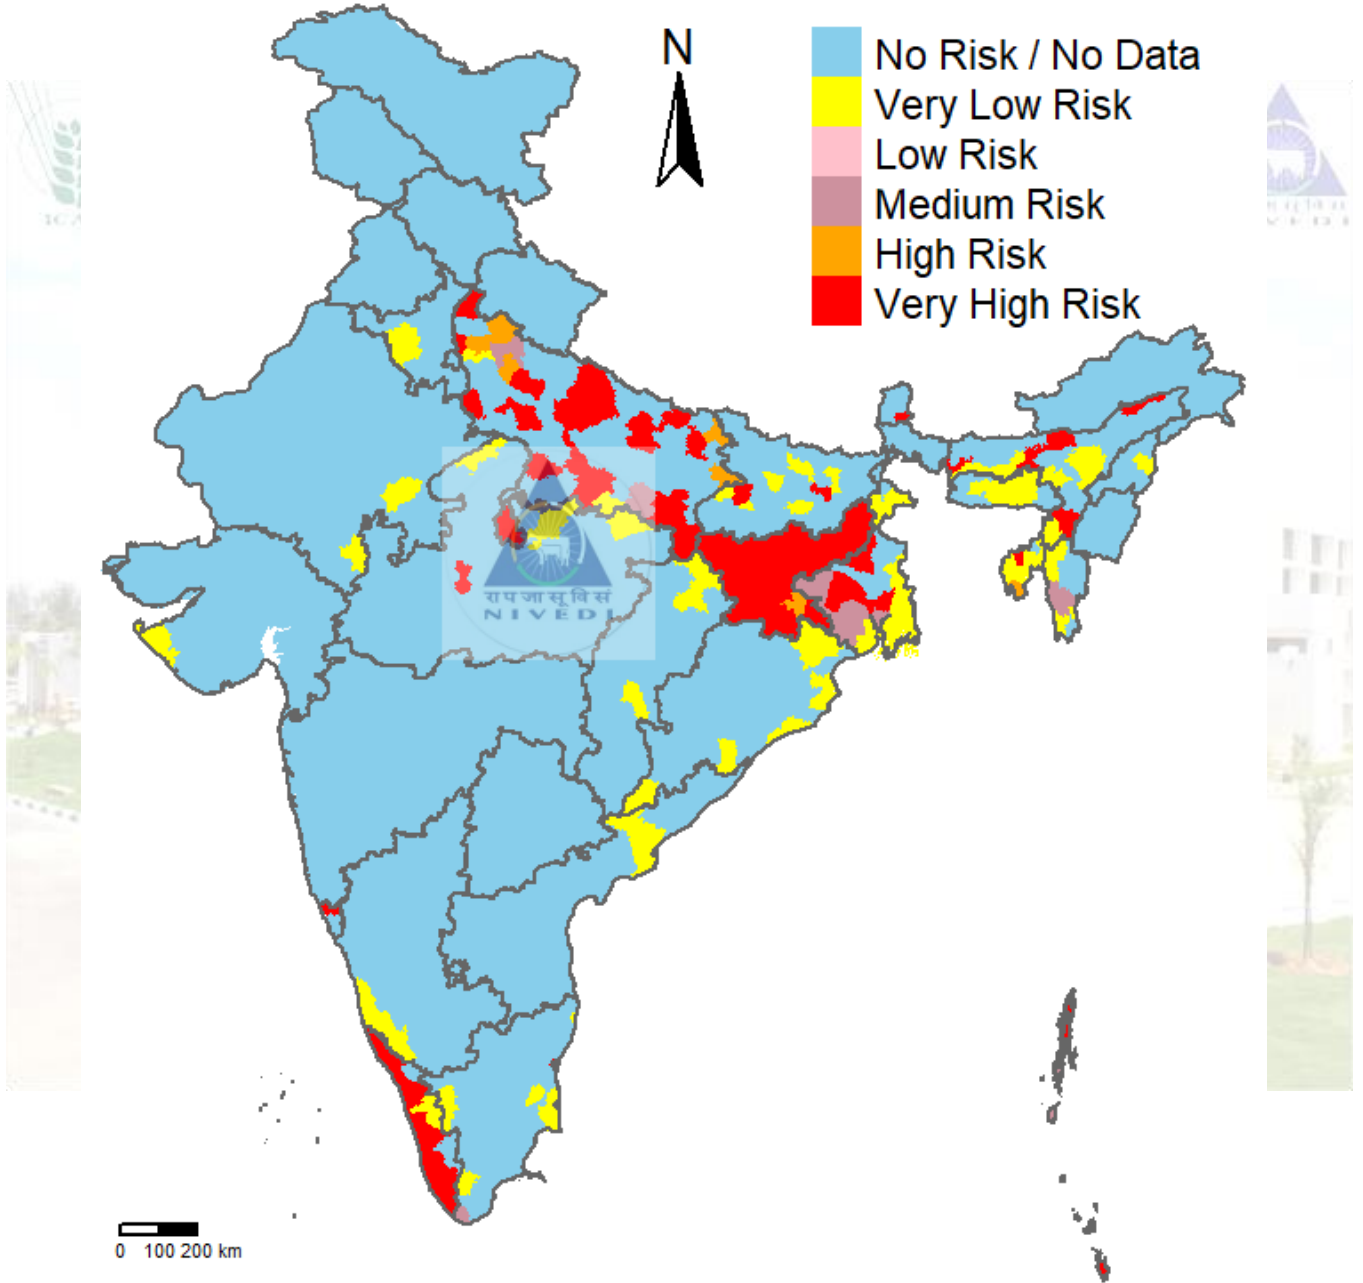 N
No Risk / No Data
Very Low Risk
Low Risk
Medium Risk
High Risk
Very High Risk
रापजासूविसं
NIVEDI
0 100 200 km